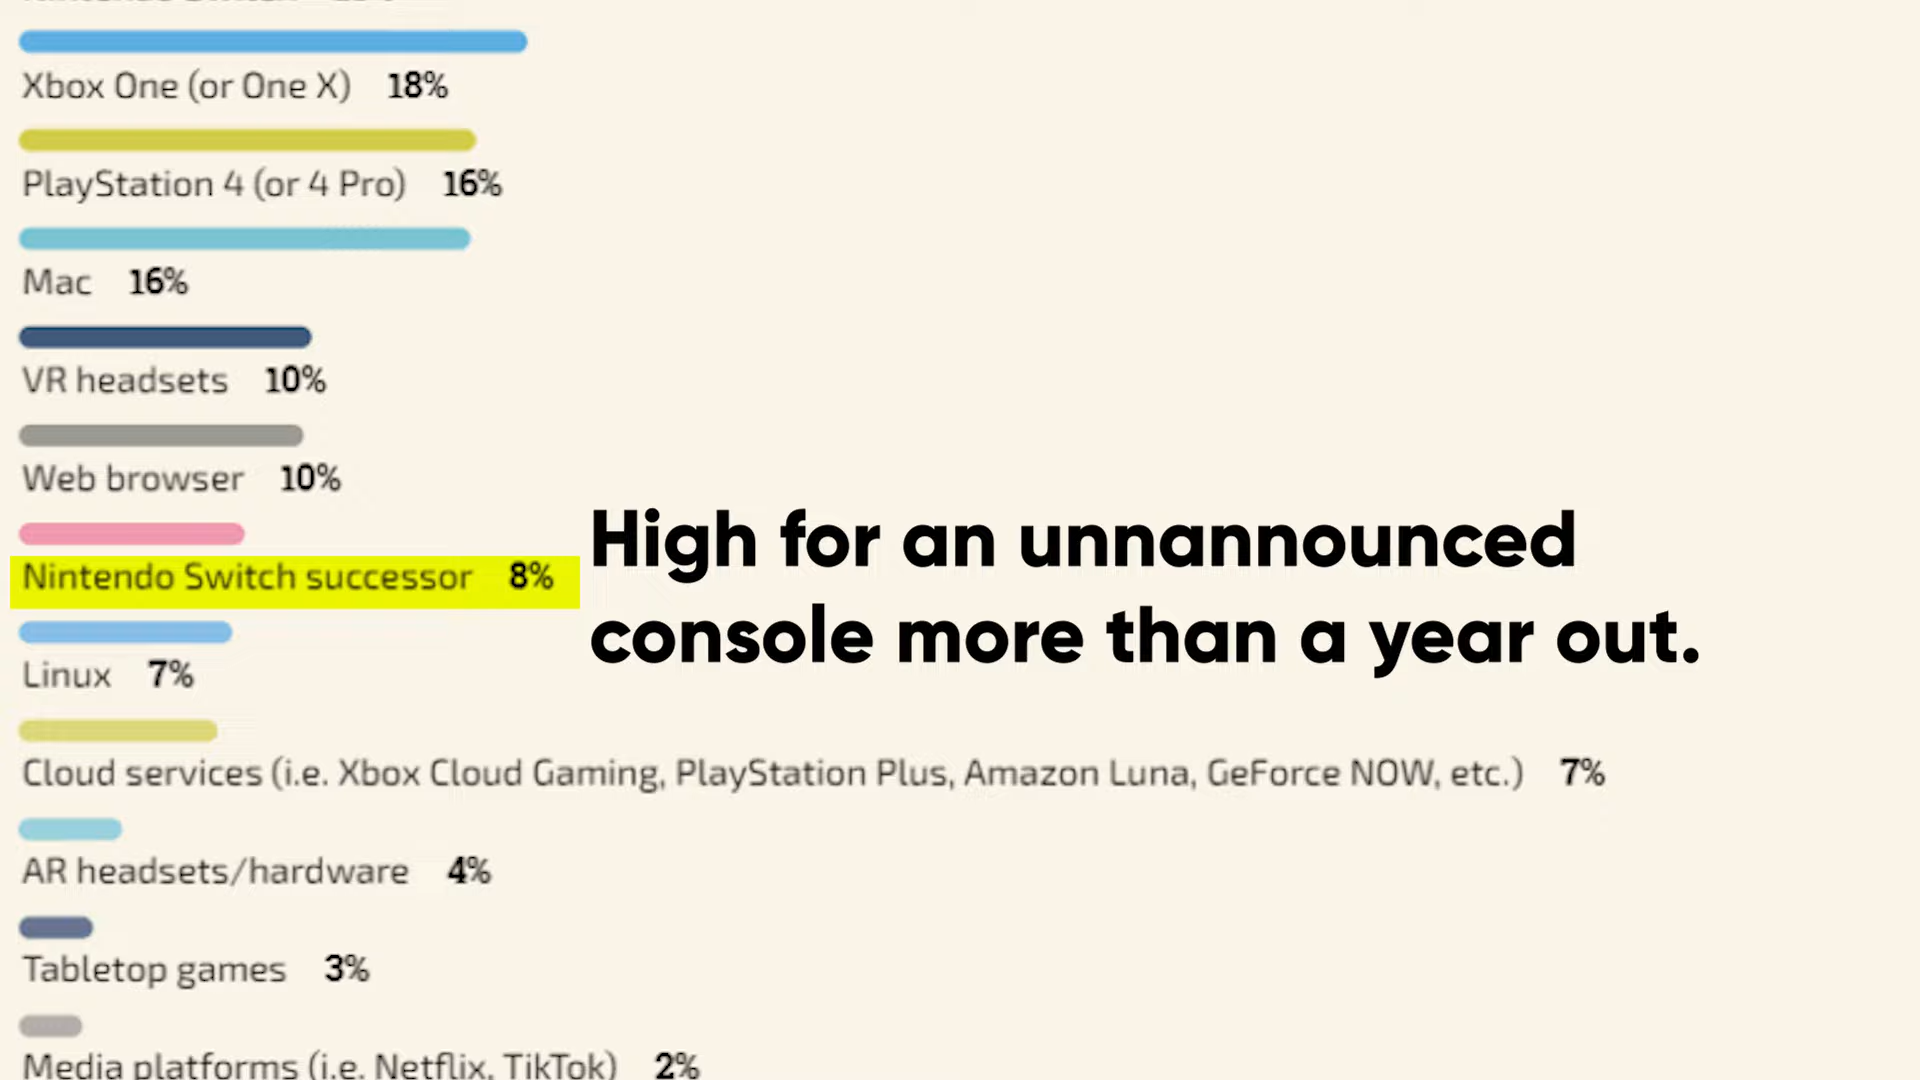 Xbox One (or One X) 18%
PlayStation 4 (or 4 Pro) 16%
Mac 16%
VR headsets 10%
Web browser 10%
High for an unnannounced
Nintendo Switch successor 8%
console more than a year out.
Linux 7%
Cloud services (i.e. Xbox Cloud Gaming, PlayStation Plus, Amazon Luna, GeForce NOW, etc.) 7%
AR headsets/hardware 4%
Tabletop games 3%
Media platforms (i.e. Netflix, TikTok) 2%